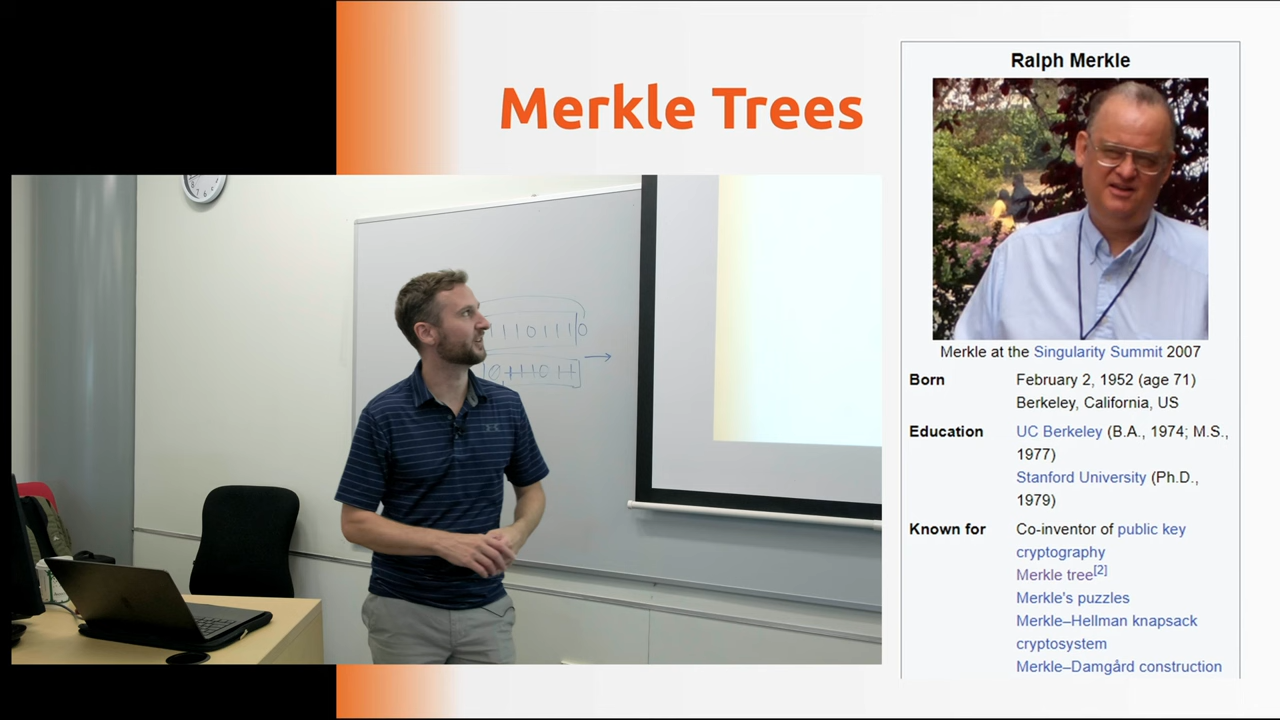 Merkle Trees
11101110
Ralph Merkle
Merkle at the Singularity Summit 2007
Born February 2, 1952 (age 71)
Berkeley, California, US
Education UC Berkeley (B.A., 1974; M.S.,
1977)
Stanford University (Ph.D.,
1979)
Known for Co-inventor of public key
cryptography
Merkle tree[2]
Merkle's puzzles
Merkle–Hellman knapsack
cryptosystem
Merkle–Damgård construction